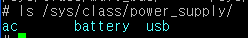 # ls /sys/class/power_supply/
ac       battery  usb
#